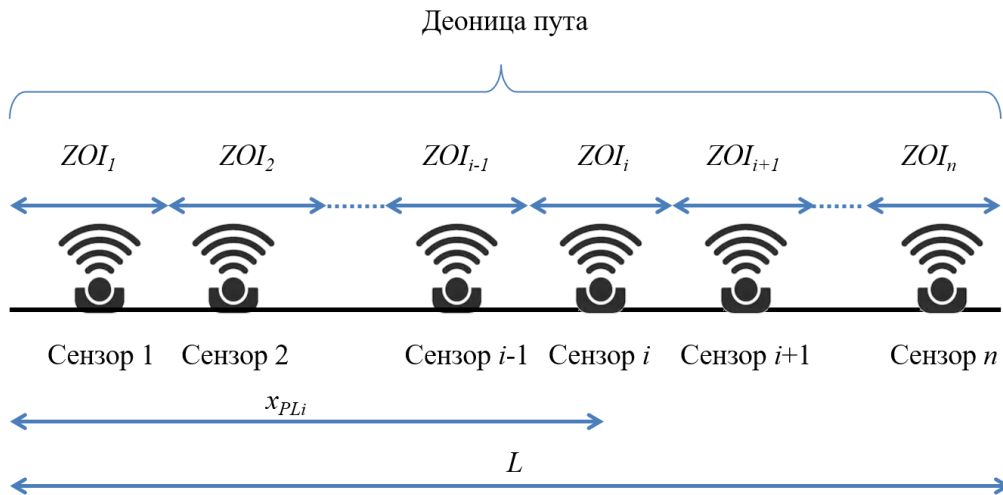 Деоница пута
ZOI1 ZOI2 ZOIi-1 ZOIi ZOIi+1 ZOIn
Сензор 1 Сензор 2 Сензор i-1 Сензор i Сензор i+1 Сензор n
xPLi
L